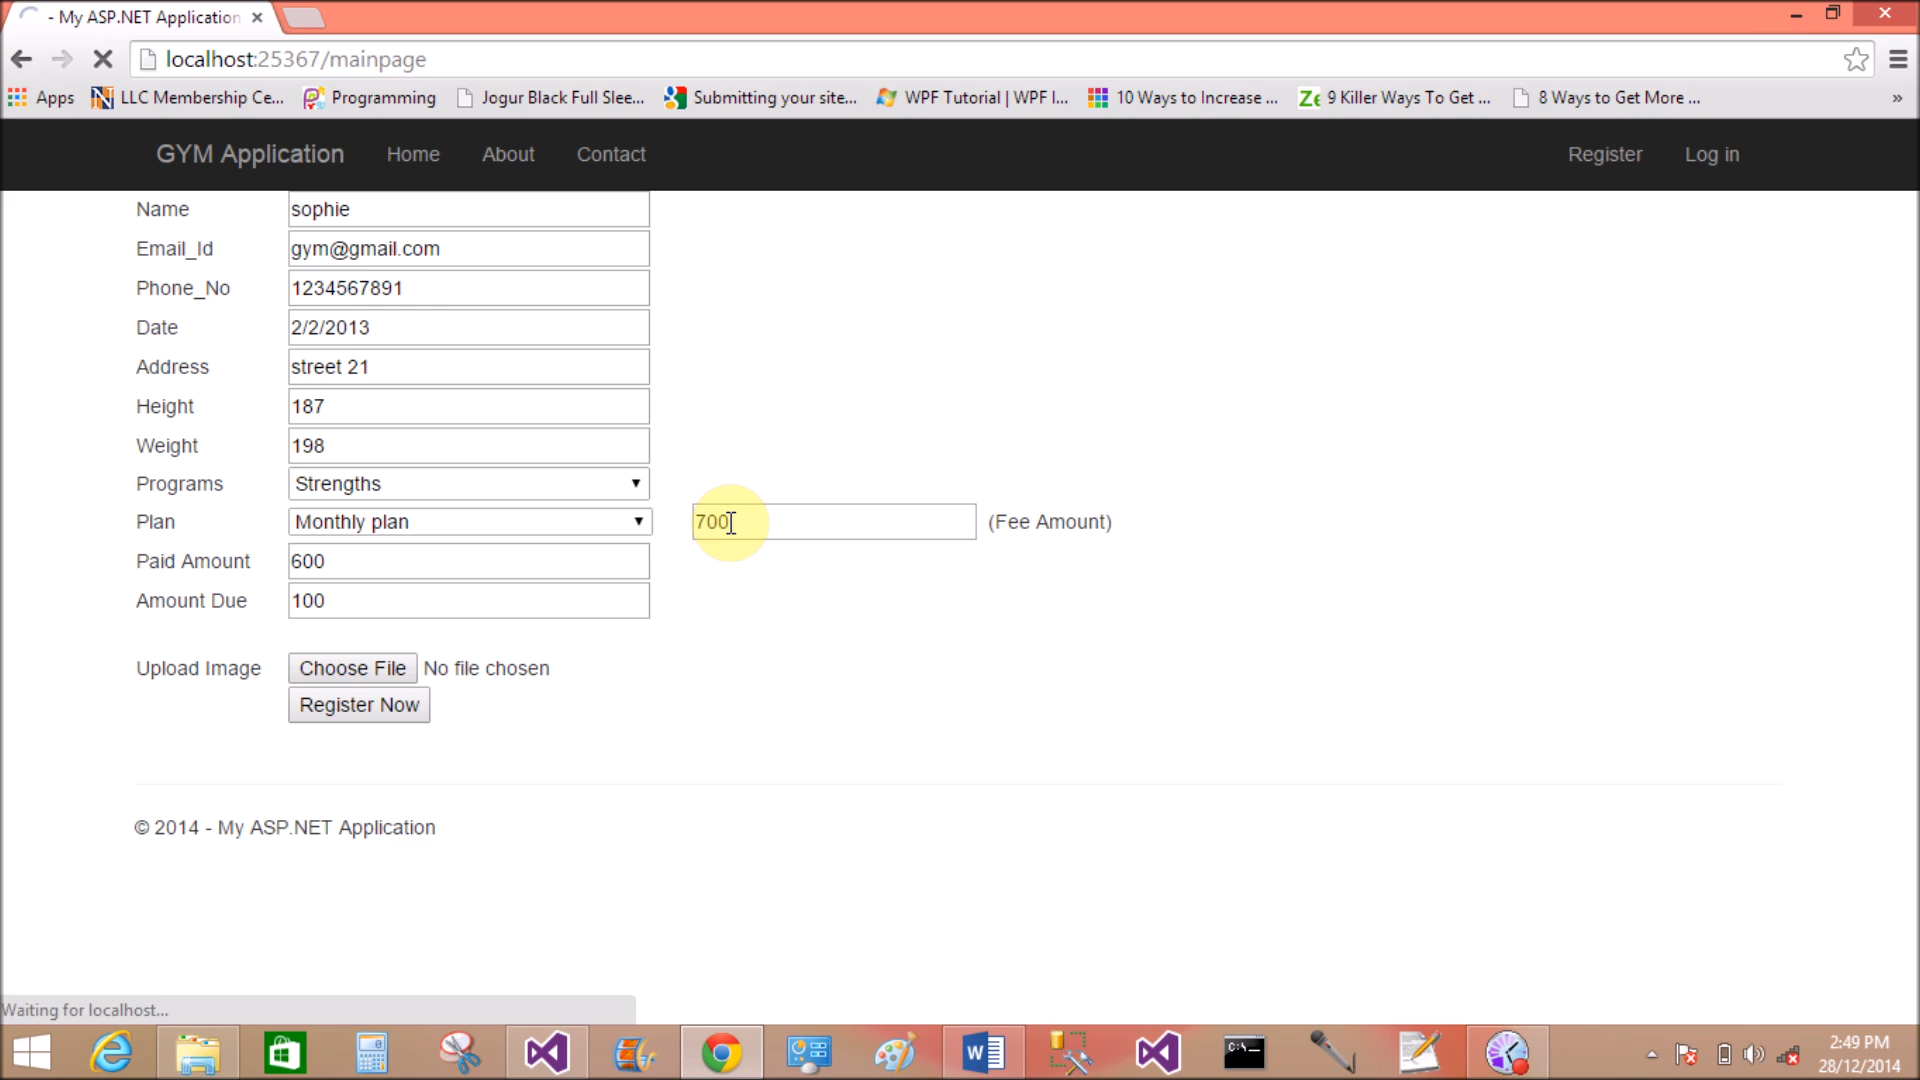 - My ASP.NET Application
localhost:25367/mainpage
Apps LLC Membership Ce... Programming Jogur Black Full Slee... Submitting your site... WPF Tutorial | WPF I... 10 Ways to Increase ... 9 Killer Ways To Get ... 8 Ways to Get More ... »
GYM Application Home About Contact Register Log in
Name sophie
Email_Id gym@gmail.com
Phone_No 1234567891
Date 2/2/2013
Address street 21
Height 187
Weight 198
Programs Strengths
Plan Monthly plan 700 (Fee Amount)
Paid Amount 600
Amount Due 100
Upload Image Choose File No file chosen
Register Now
© 2014 - My ASP.NET Application
Waiting for localhost...
2:49 PM
28/12/2014